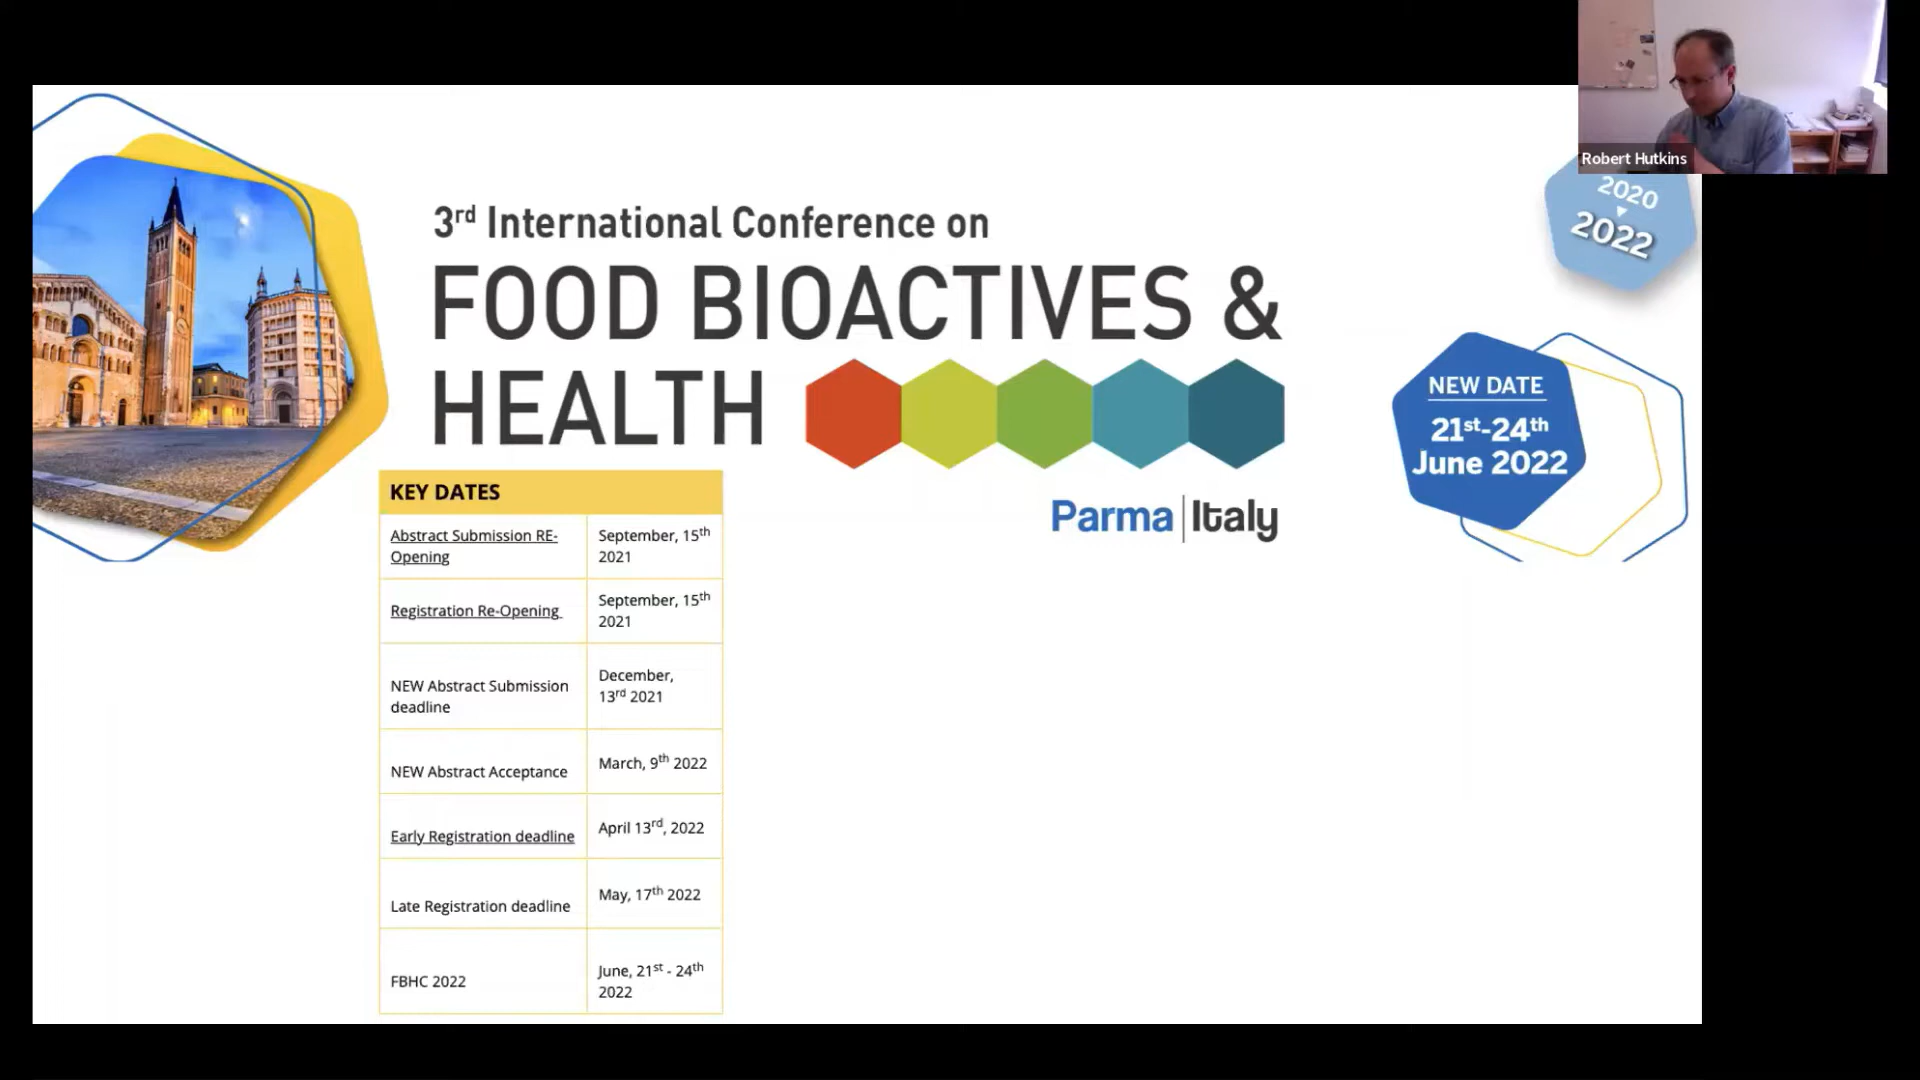 Robert Hutkins
2020
2022
3rd International Conference on
FOOD BIOACTIVES &
HEALTH
NEW DATE
21st-24th
June 2022
Parma | Italy
KEY DATES
Abstract Submission RE-
Opening
September, 15th
2021
Registration Re-Opening
September, 15th
2021
NEW Abstract Submission
deadline
December,
13rd 2021
NEW Abstract Acceptance
March, 9th 2022
Early Registration deadline
April 13rd, 2022
Late Registration deadline
May, 17th 2022
FBHC 2022
June, 21st - 24th
2022